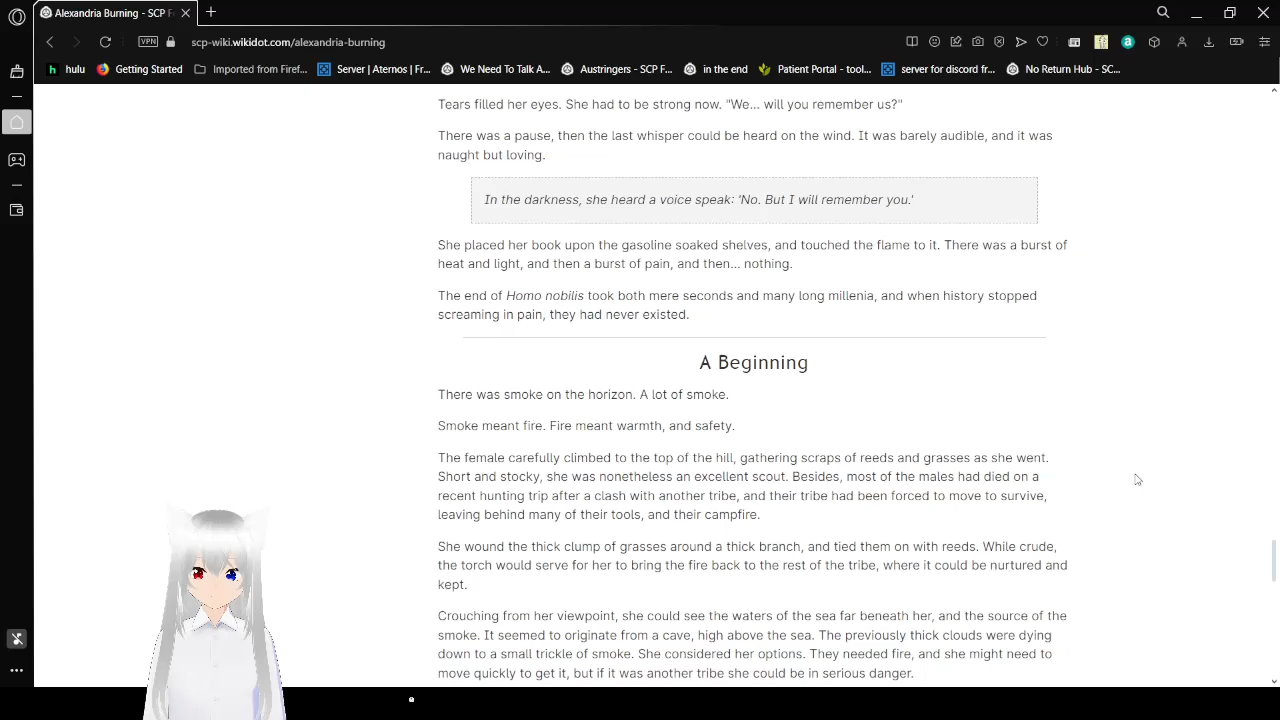 Alexandria Burning - SCP F
scp-wiki.wikidot.com/alexandria-burning
VPN
hulu
Getting Started
Imported from Firef...
Server | Aternos | Fr...
We Need To Talk A...
Austringers - SCP F...
in the end
Patient Portal - tool...
server for discord fr...
No Return Hub - SC...
Tears filled her eyes. She had to be strong now. "We... will you remember us?"
There was a pause, then the last whisper could be heard on the wind. It was barely audible, and it was
naught but loving.
In the darkness, she heard a voice speak: 'No. But I will remember you.'
She placed her book upon the gasoline soaked shelves, and touched the flame to it. There was a burst of
heat and light, and then a burst of pain, and then... nothing.
The end of Homo nobilis took both mere seconds and many long millenia, and when history stopped
screaming in pain, they had never existed.
A Beginning
There was smoke on the horizon. A lot of smoke.
Smoke meant fire. Fire meant warmth, and safety.
The female carefully climbed to the top of the hill, gathering scraps of reeds and grasses as she went.
Short and stocky, she was nonetheless an excellent scout. Besides, most of the males had died on a
recent hunting trip after a clash with another tribe, and their tribe had been forced to move to survive,
leaving behind many of their tools, and their campfire.
She wound the thick clump of grasses around a thick branch, and tied them on with reeds. While crude,
the torch would serve for her to bring the fire back to the rest of the tribe, where it could be nurtured and
kept.
Crouching from her viewpoint, she could see the waters of the sea far beneath her, and the source of the
smoke. It seemed to originate from a cave, high above the sea. The previously thick clouds were dying
down to a small trickle of smoke. She considered her options. They needed fire, and she might need to
move quickly to get it, but if it was another tribe she could be in serious danger.